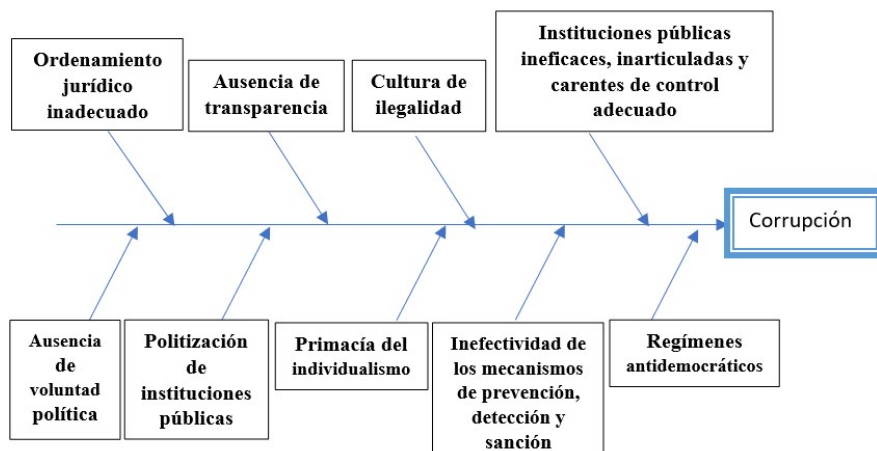 Ordenamiento
jurídico
inadecuado
Ausencia de
transparencia
Cultura de
ilegalidad
Instituciones públicas
ineficaces, inarticuladas y
carentes de control
adecuado
Corrupción
Ausencia
de
voluntad
política
Politización
de
instituciones
públicas
Primacía del
individualismo
Inefectividad de
de los mecanismos
de prevención,
detección y
sanción
Regímenes
antidemocráticos